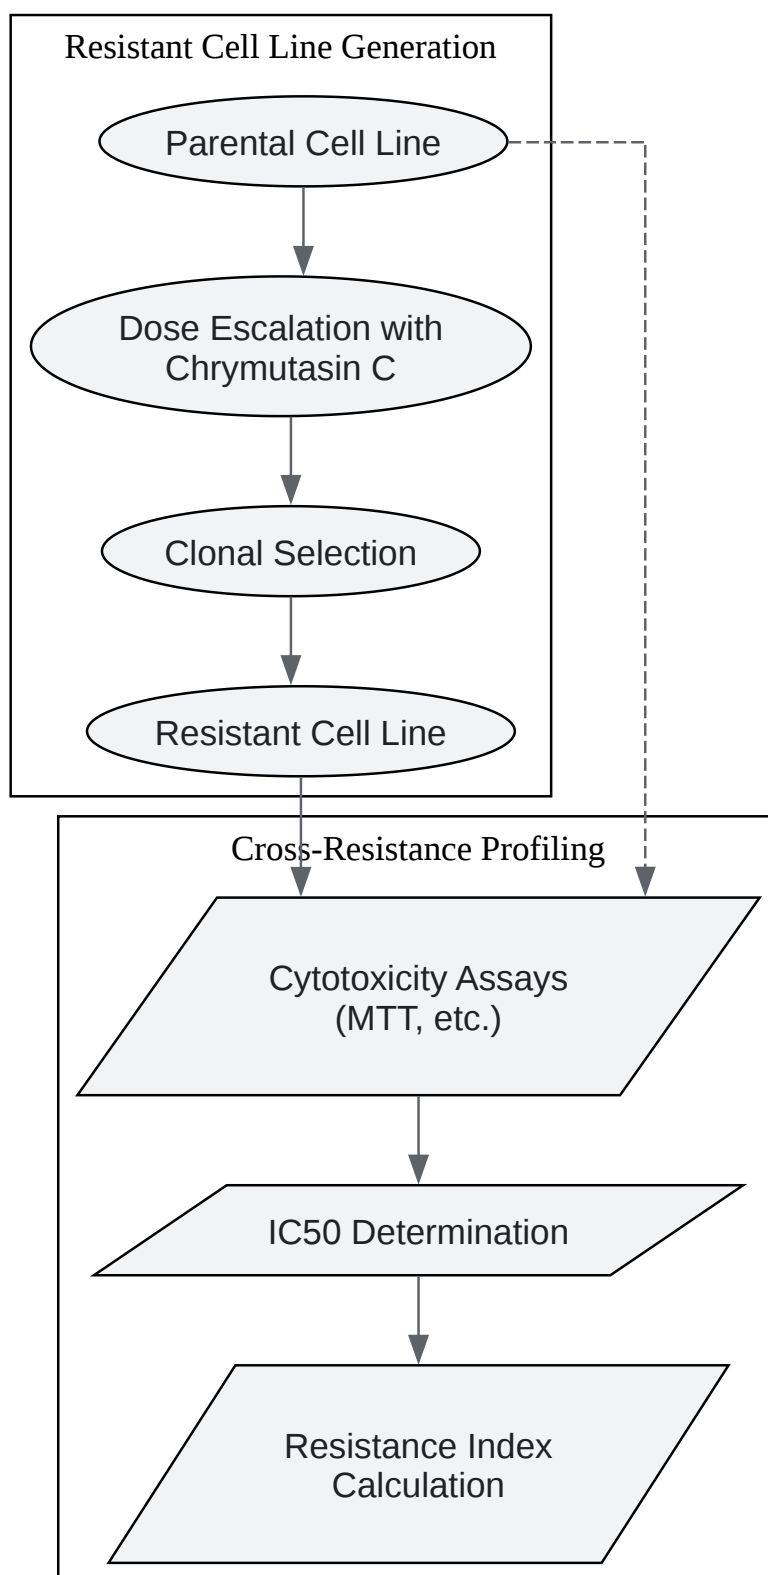 Resistant Cell Line Generation
Parental Cell Line
Dose Escalation with
Chrymutasin C
Clonal Selection
Resistant Cell Line
Cross-Resistance Profiling
Cytotoxicity Assays
(MTT, etc.)
IC50 Determination
Resistance Index
Calculation